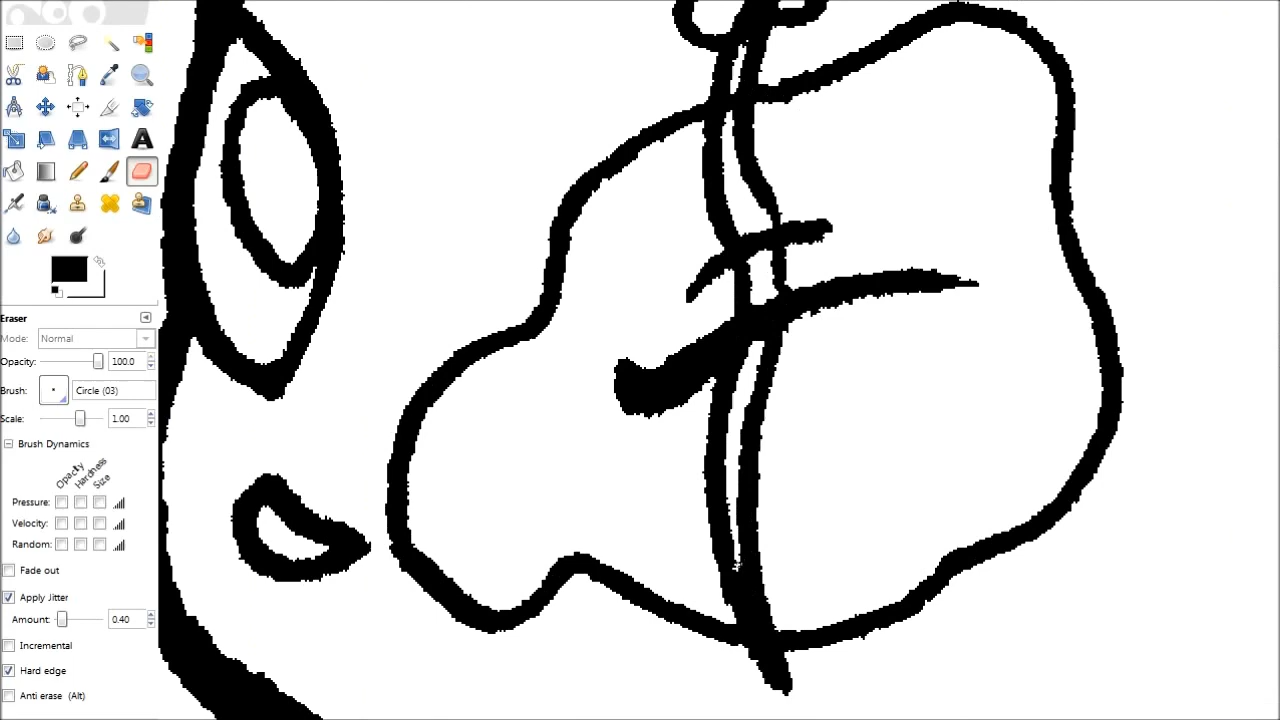 Eraser
Mode: Normal
Opacity: 100.0
Brush: Circle (03)
Scale: 1.00
Brush Dynamics
Opacity Hardness Size
Pressure:
Velocity:
Random:
Fade out
Apply Jitter
Amount: 0.40
Incremental
Hard edge
Anti erase (Alt)